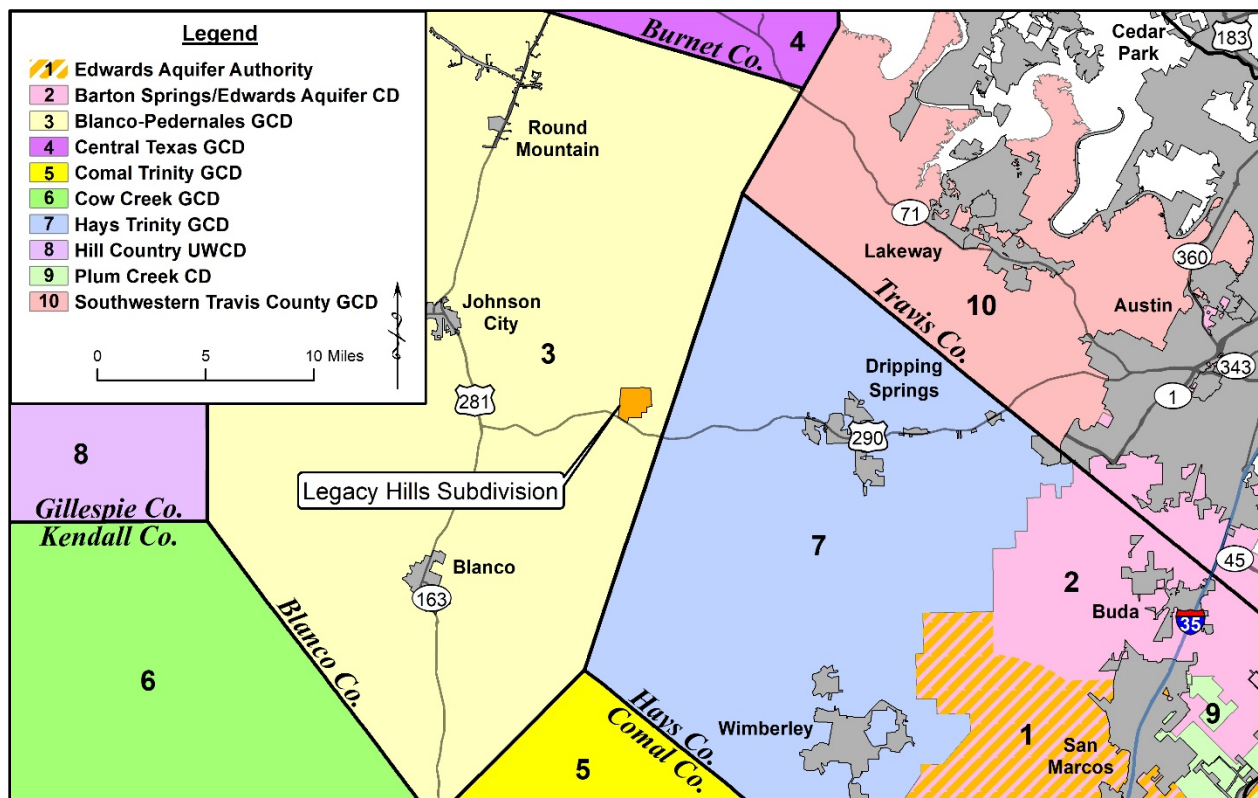 Legend
1 Edwards Aquifer Authority
2 Barton Springs/Edwards Aquifer CD
3 Blanco-Pedernales GCD
4 Central Texas GCD
5 Comal Trinity GCD
6 Cow Creek GCD
7 Hays Trinity GCD
8 Hill Country UWCD
9 Plum Creek CD
10 Southwestern Travis County GCD
0 5 10 Miles
Burnet Co.
4
Cedar
Park
183
Round
Mountain
71
Lakeway
360
Travis Co.
10
Austin
Johnson
City
3
343
1
281
Dripping
Springs
290
8
Legacy Hills Subdivision
Gillespie Co.
Kendall Co.
7
45
Blanco
163
2
Buda
35
Blanco Co.
6
Hays Co.
Comal Co.
Wimberley
5
1
San
Marcos
9